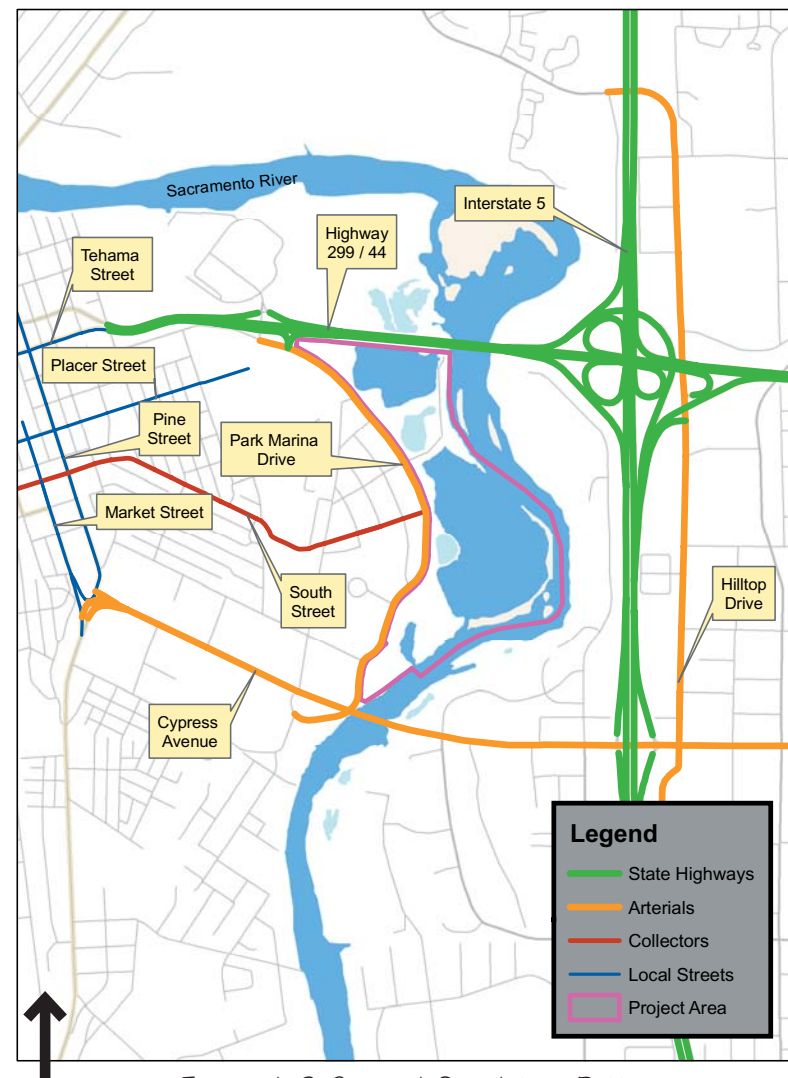 Sacramento River
Interstate 5
Highway
299 / 44
Tehama
Street
Placer Street
Pine
Street
Park Marina
Drive
Market Street
South
Street
Hilltop
Drive
Cypress
Avenue
Legend
State Highways
Arterials
Collectors
Local Streets
Project Area